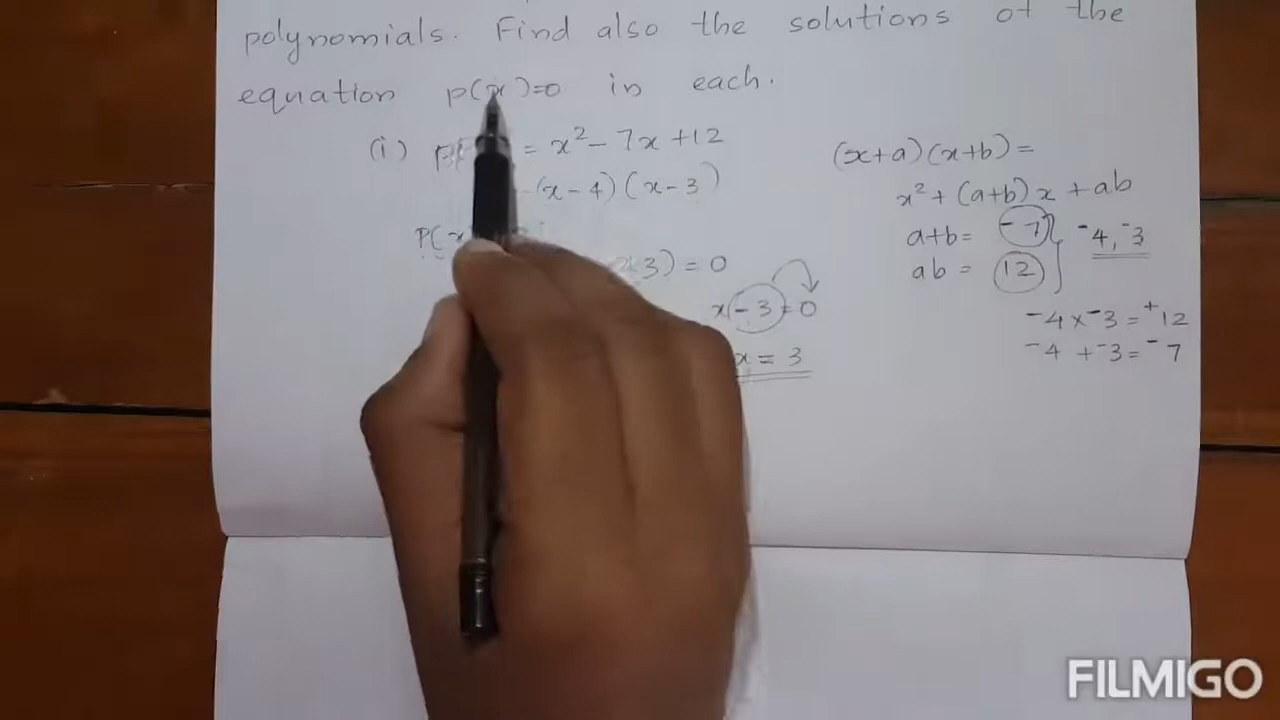 polynomials. Find also the solutions of the
equation p(x)=0 in each.
(i) = x² - 7x + 12
(x-4)(x-3)
P(x
3) = 0
x - 3 = 0
x = 3
(x+a)(x+b) =
x² + (a+b)x + ab
a+b = -7
ab = 12
-4, -3
-4 x -3 = +12
-4 + -3 = -7
FILMIGO